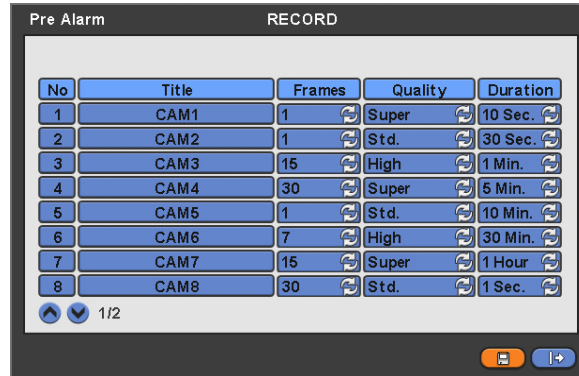 Pre Alarm RECORD
No Title Frames Quality Duration
1 CAM1 1 Super 10 Sec.
2 CAM2 1 Std. 30 Sec.
3 CAM3 15 High 1 Min.
4 CAM4 30 Super 5 Min.
5 CAM5 1 Std. 10 Min.
6 CAM6 7 High 30 Min.
7 CAM7 15 Super 1 Hour
8 CAM8 30 Std. 1 Sec.
1/2